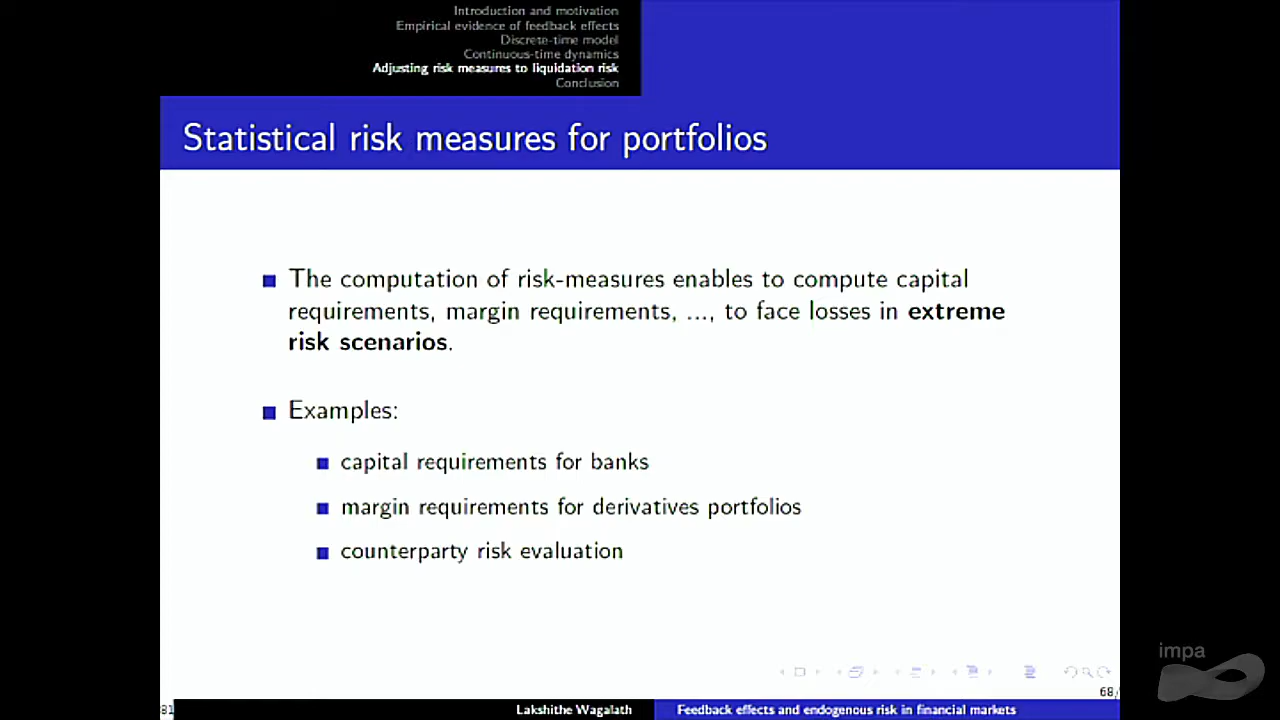 Introduction and motivation
Empirical evidence of feedback effects
Discrete-time model
Continuous-time dynamics
Adjusting risk measures to liquidation risk
Conclusion
Statistical risk measures for portfolios
The computation of risk-measures enables to compute capital
requirements, margin requirements, ..., to face losses in extreme
risk scenarios.
Examples:
capital requirements for banks
margin requirements for derivatives portfolios
counterparty risk evaluation
impa
68/
81
Lakshithe Wagalath
Feedback effects and endogenous risk in financial markets